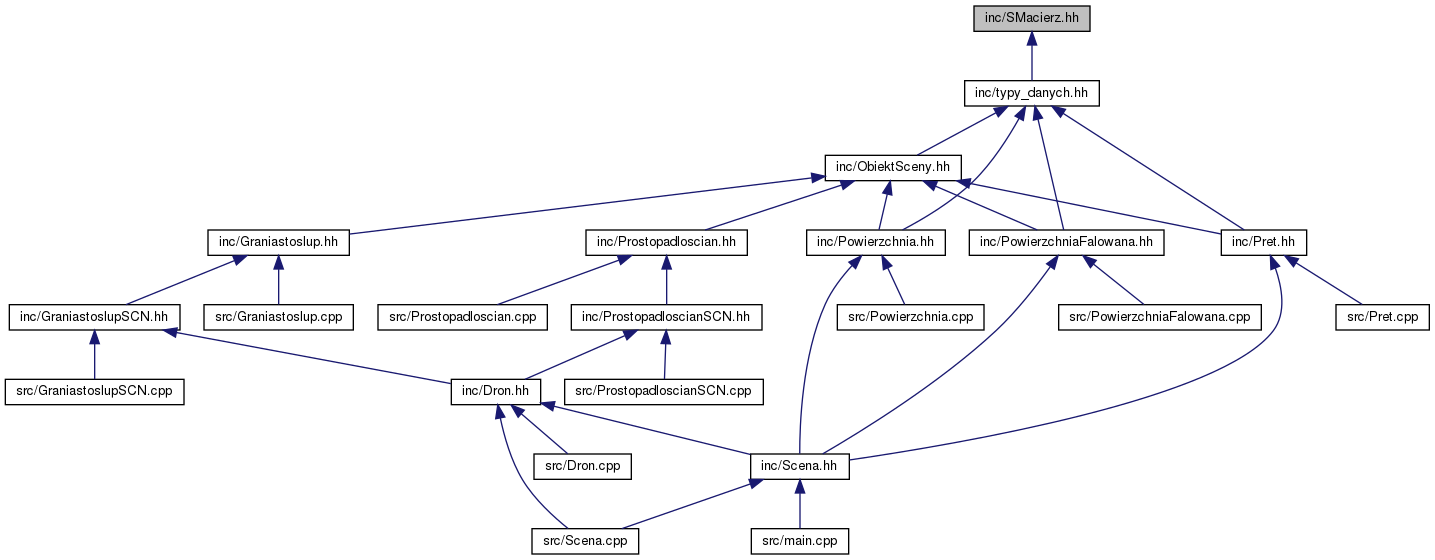 inc/SMacierz.hh
inc/typy_danych.hh
inc/ObiektSceny.hh
inc/Graniastoslup.hh
inc/Prostopadloscian.hh
inc/Powierzchnia.hh
inc/PowierzchniaFalowana.hh
inc/Pret.hh
inc/GraniastoslupSCN.hh
src/Graniastoslup.cpp
src/Prostopadloscian.cpp
inc/ProstopadloscianSCN.hh
src/Powierzchnia.cpp
src/PowierzchniaFalowana.cpp
src/Pret.cpp
src/GraniastoslupSCN.cpp
inc/Dron.hh
src/ProstopadloscianSCN.cpp
src/Dron.cpp
inc/Scena.hh
src/Scena.cpp
src/main.cpp